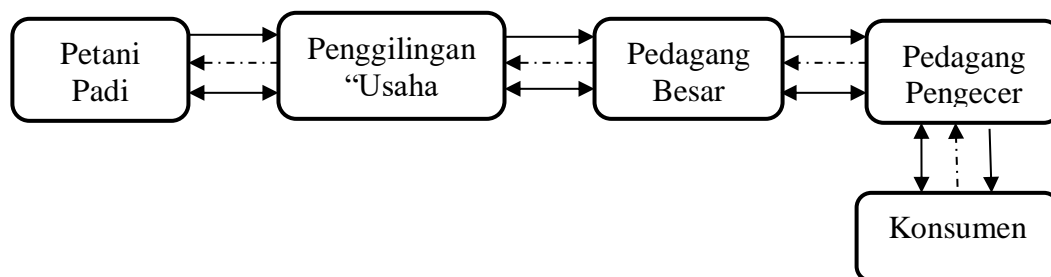 Petani
Padi
Penggilingan
“Usaha
Pedagang
Besar
Pedagang
Pengecer
Konsumen